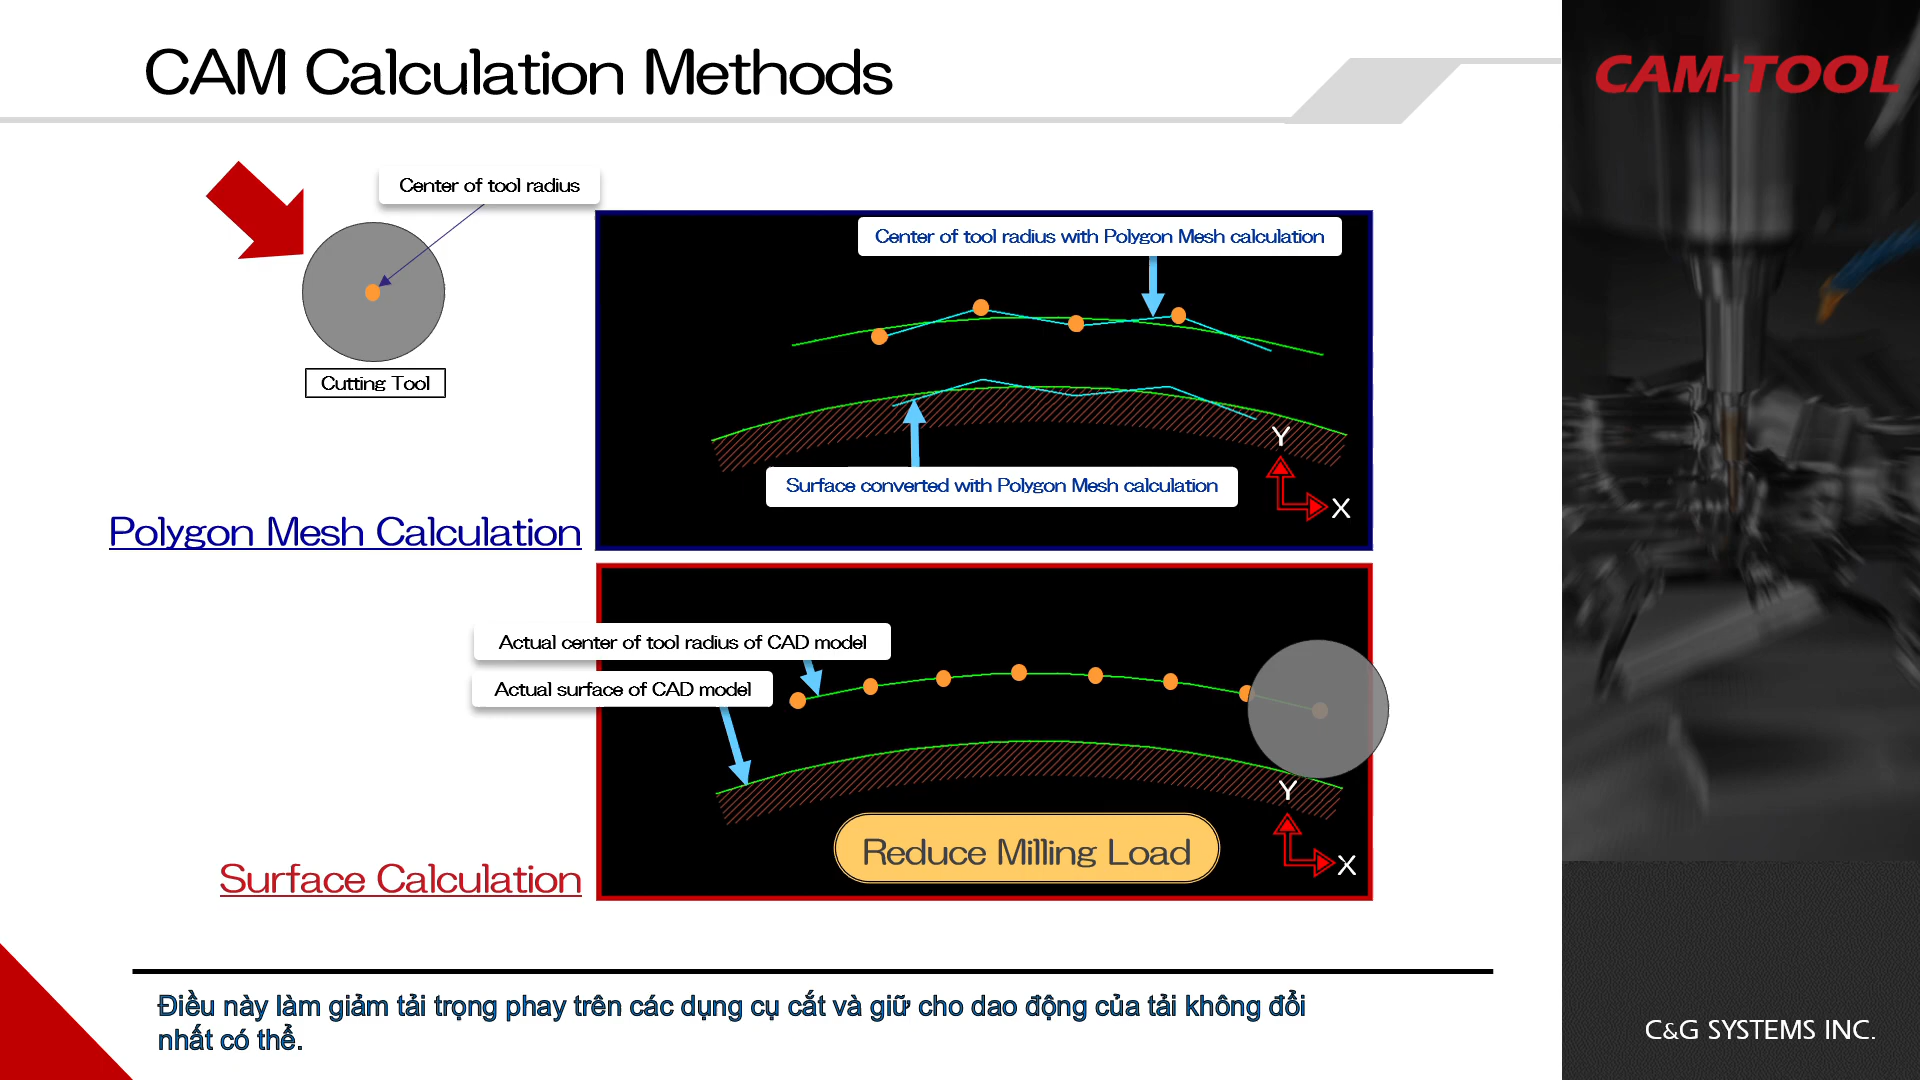 CAM Calculation Methods
CAM-TOOL
Center of tool radius
Cutting Tool
Center of tool radius with Polygon Mesh calculation
Surface converted with Polygon Mesh calculation
Y
X
Polygon Mesh Calculation
Actual center of tool radius of CAD model
Actual surface of CAD model
Y
X
Reduce Milling Load
Surface Calculation
Điều này làm giảm tải trọng phay trên các dụng cụ cắt và giữ cho dao động của tải không đổi
nhất có thể.
C&G SYSTEMS INC.